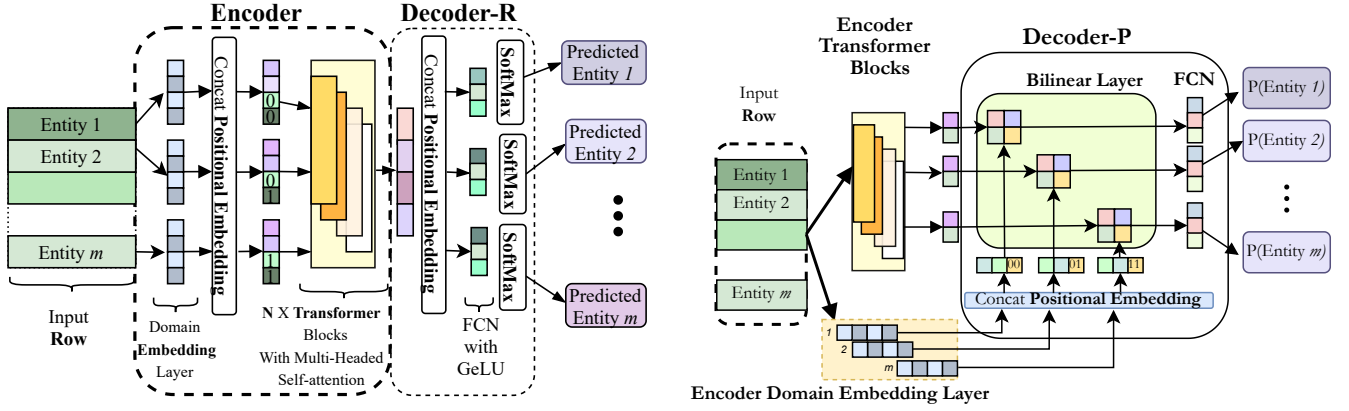 Encoder
Decoder-R
Entity 1
Entity 2
Entity m
Input
Row
Concat Positional Embedding
0
0
0
1
1
1
Domain
Embedding
Layer
N X Transformer
Blocks
With Multi-Headed
Self-attention
Concat Positional Embedding
SoftMax
SoftMax
SoftMax
FCN
with
GeLU
Predicted
Entity 1
Predicted
Entity 2
Predicted
Entity m
Encoder
Transformer
Blocks
Decoder-P
Input
Row
Entity 1
Entity 2
Entity m
Bilinear Layer
FCN
P(Entity 1)
P(Entity 2)
P(Entity m)
00
01
11
Concat Positional Embedding
1
2
m
Encoder Domain Embedding Layer